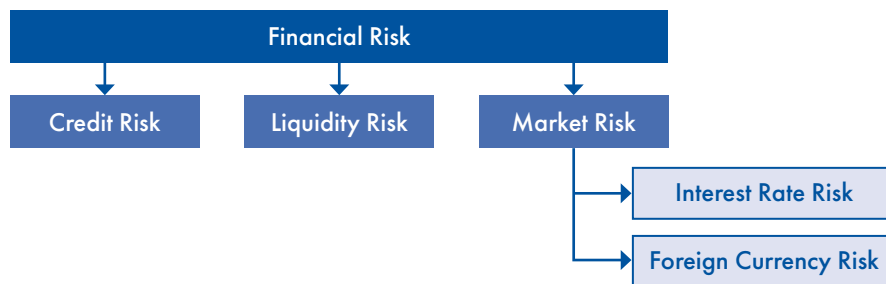 Financial Risk
Credit Risk
Liquidity Risk
Market Risk
Interest Rate Risk
Foreign Currency Risk